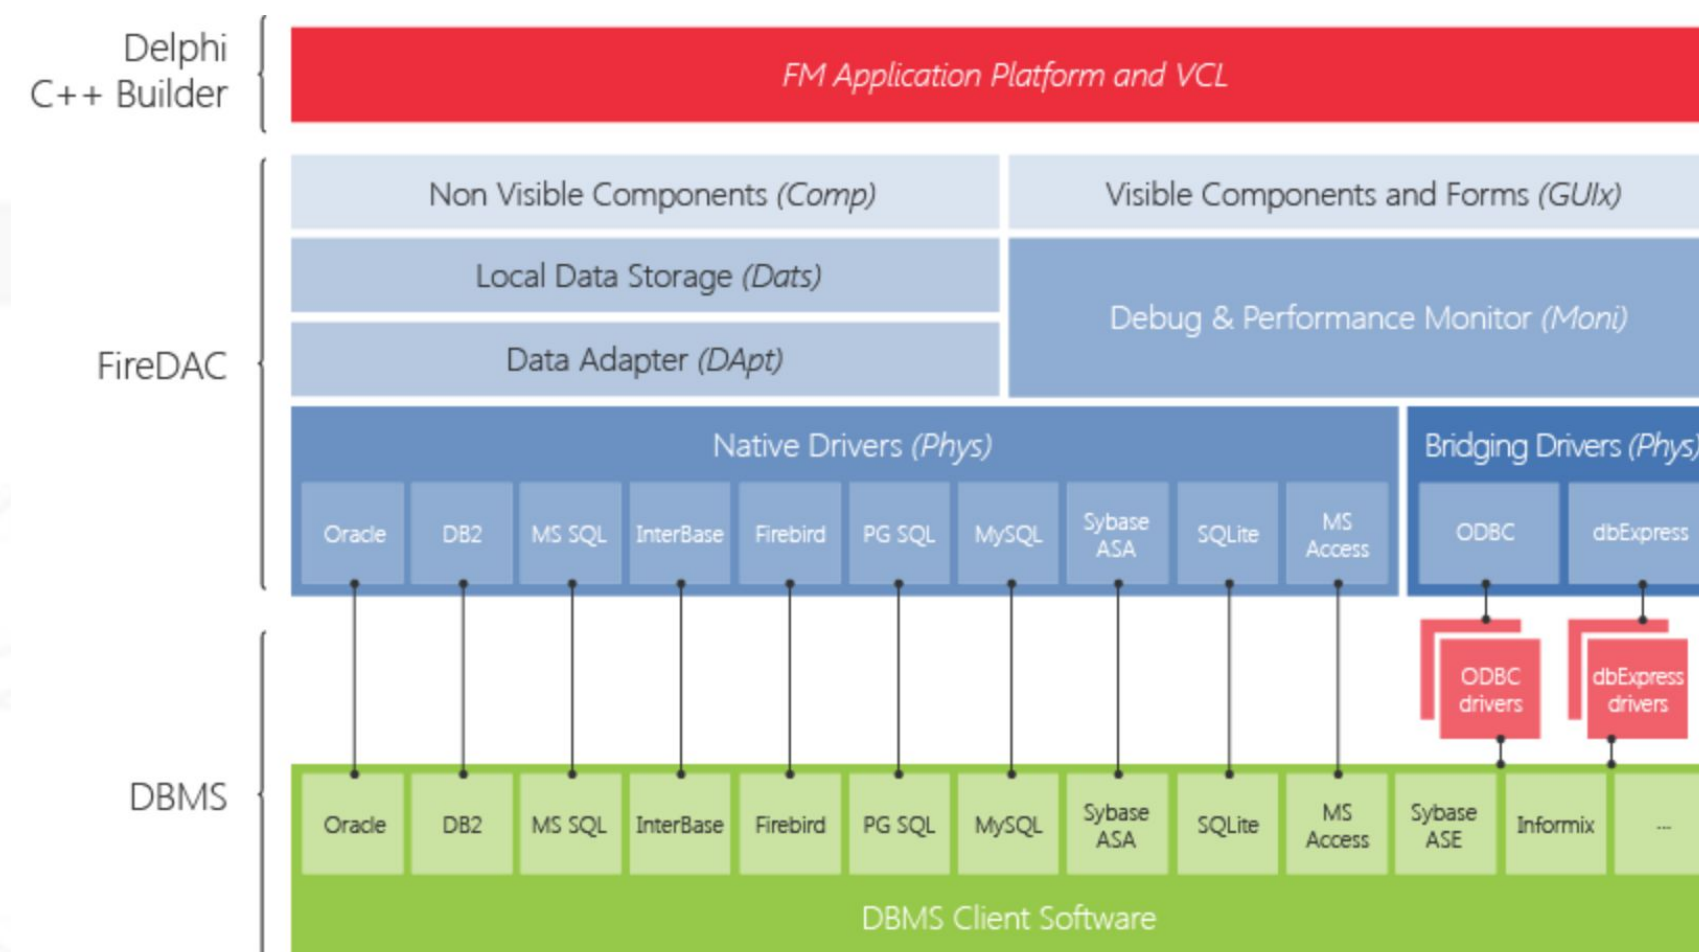 Delphi
C++ Builder
FM Application Platform and VCL
FireDAC
Non Visible Components (Comp)
Visible Components and Forms (GUIx)
Local Data Storage (Dats)
Data Adapter (DApt)
Debug & Performance Monitor (Moni)
Native Drivers (Phys)
Bridging Drivers (Phys)
Oracle
DB2
MS SQL
InterBase
Firebird
PG SQL
MySQL
Sybase
ASA
SQLite
MS
Access
ODBC
dbExpress
ODBC
drivers
dbExpress
drivers
DBMS
Oracle
DB2
MS SQL
InterBase
Firebird
PG SQL
MySQL
Sybase
ASA
SQLite
MS
Access
Sybase
ASE
Informix
...
DBMS Client Software